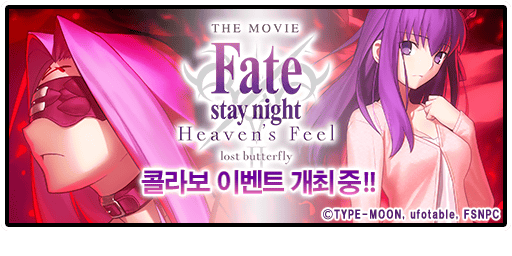 THE MOVIE
Fate
stay night
Heaven's Feel
II
lost butterfly
콜라보 이벤트 개최 중!!
©TYPE-MOON, ufotable, FSNPC